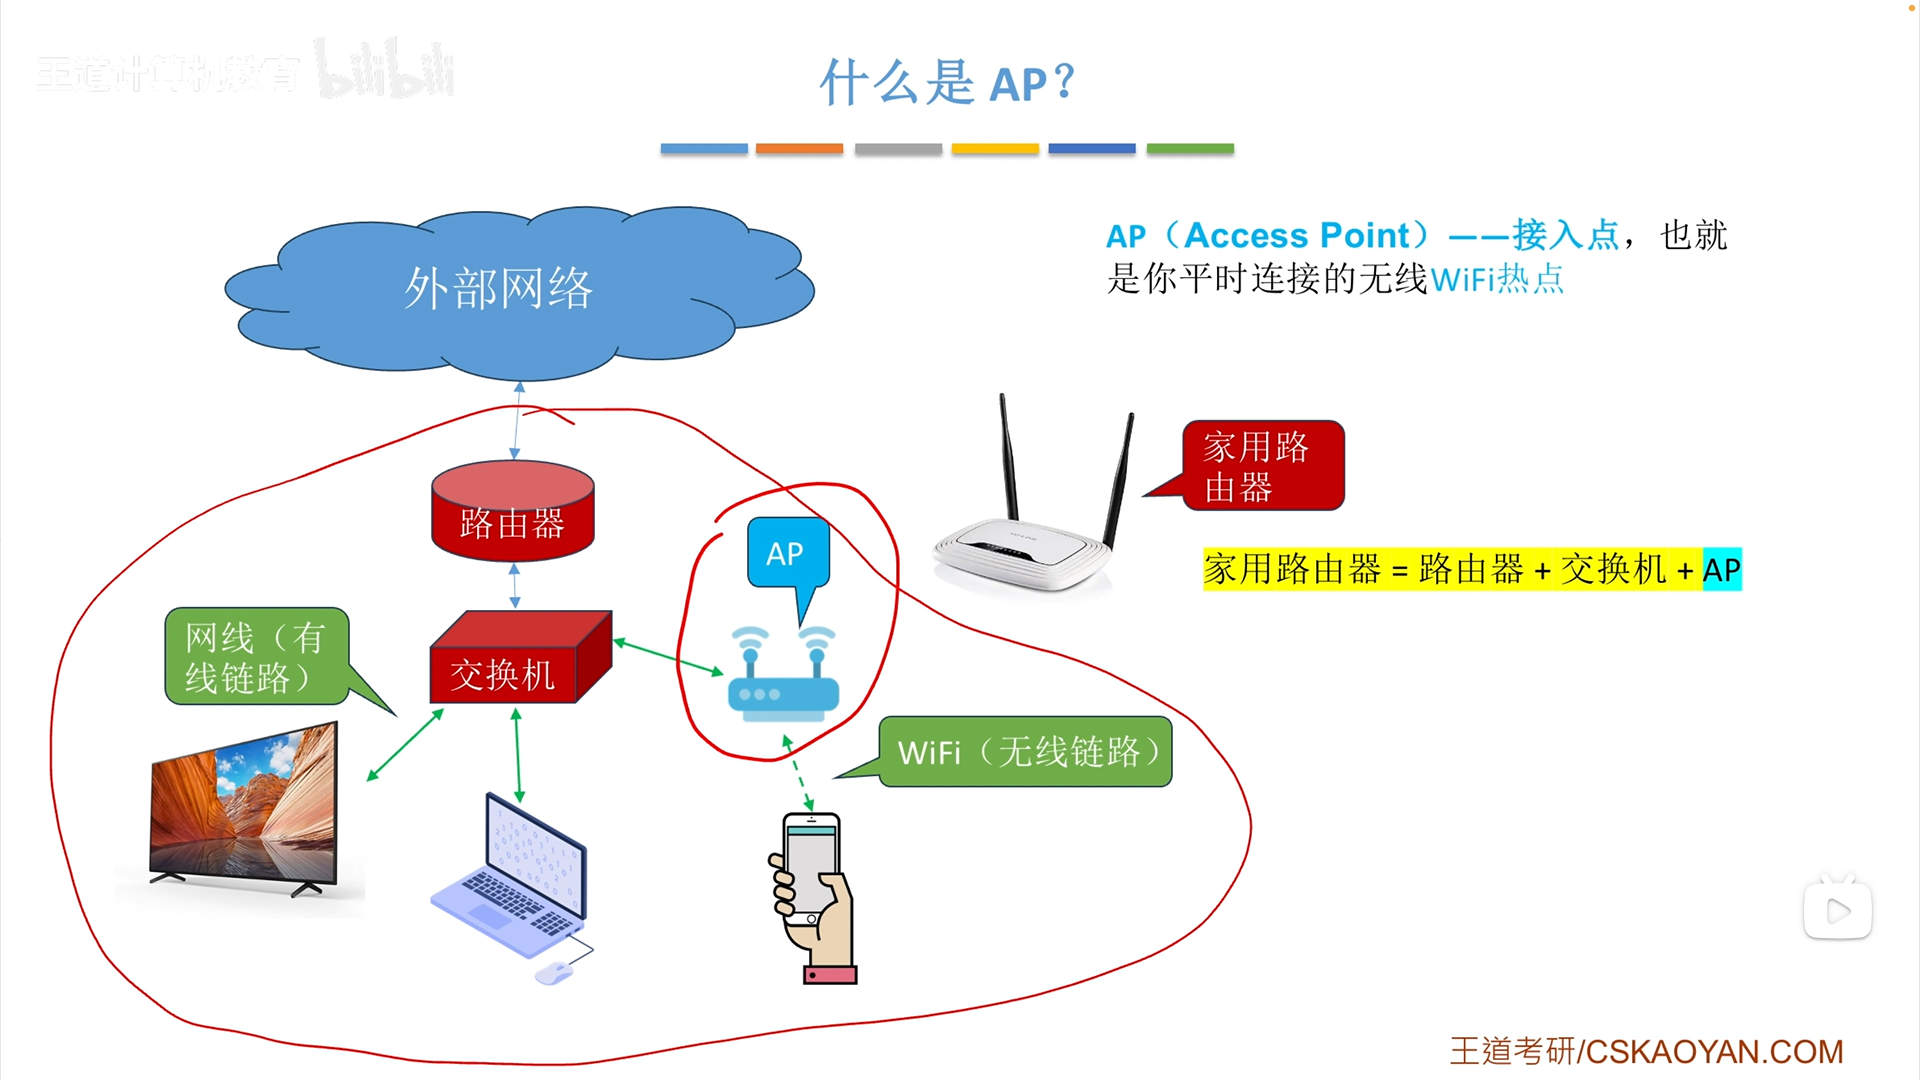 王道计算机教育 bilibili
什么是 AP？
AP（Access Point）——接入点，也就
是你平时连接的无线WiFi热点
外部网络
路由器
家用路
由器
AP
家用路由器 = 路由器 + 交换机 + AP
网线（有
线链路）
交换机
WiFi（无线链路）
王道考研/CSKAOYAN.COM